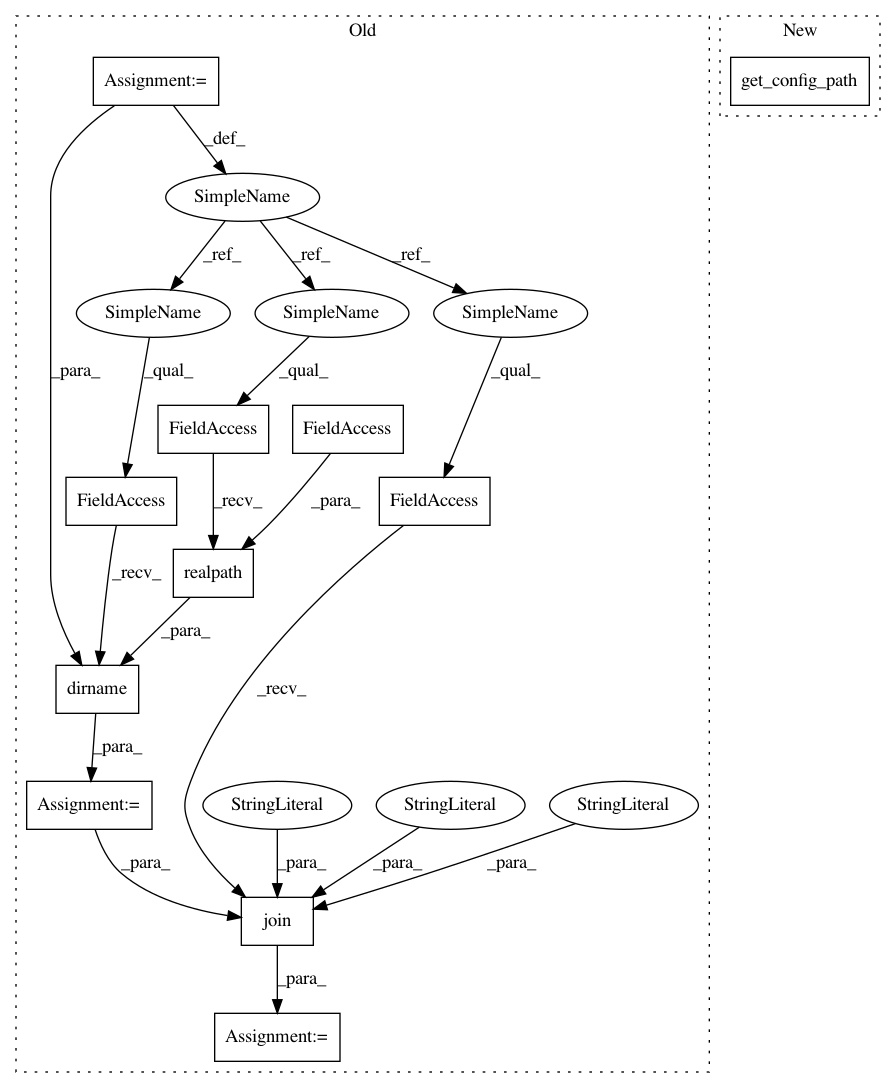 Old
New
Assignment:=
get_config_path
_def_
SimpleName
_ref_
_ref_
_ref_
SimpleName
SimpleName
SimpleName
_para_
_qual_
_qual_
_qual_
FieldAccess
FieldAccess
FieldAccess
FieldAccess
_recv_
_para_
_recv_
realpath
_para_
dirname
_recv_
_para_
Assignment:=
StringLiteral
StringLiteral
StringLiteral
_para_
_para_
_para_
_para_
join
_para_
Assignment:=